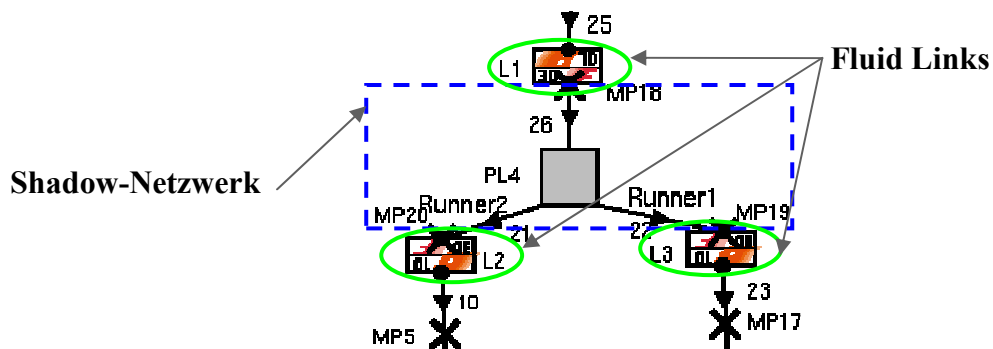 25
Fluid Links
L1
MP18
26
Shadow-Netzwerk
PL4
Runner2
Runner1
MP20
MP19
21
22
L2
L3
10
23
MP5
MP17